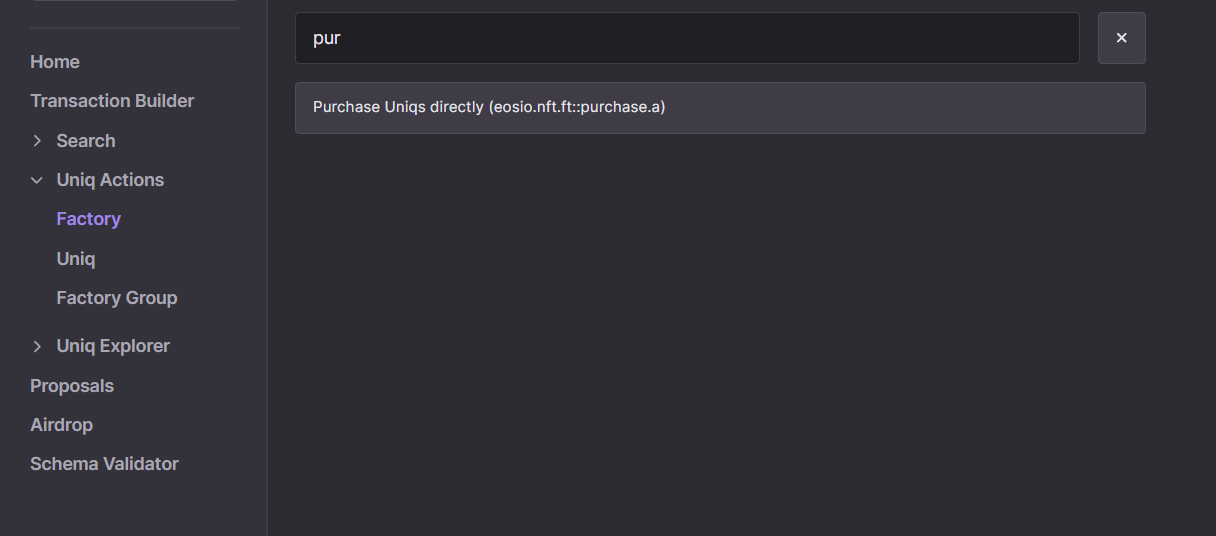 Home
Transaction Builder
Search
Uniq Actions
Factory
Uniq
Factory Group
Uniq Explorer
Proposals
Airdrop
Schema Validator
pur
Purchase Uniqs directly (eosio.nft.ft::purchase.a)